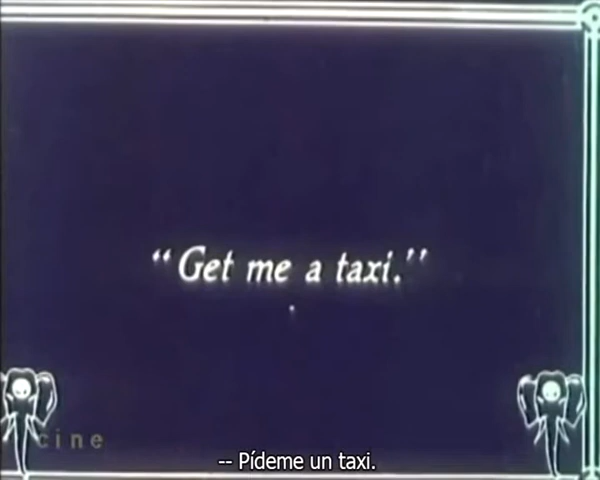 “Get me a taxi.”
cine
-- Pídeme un taxi.